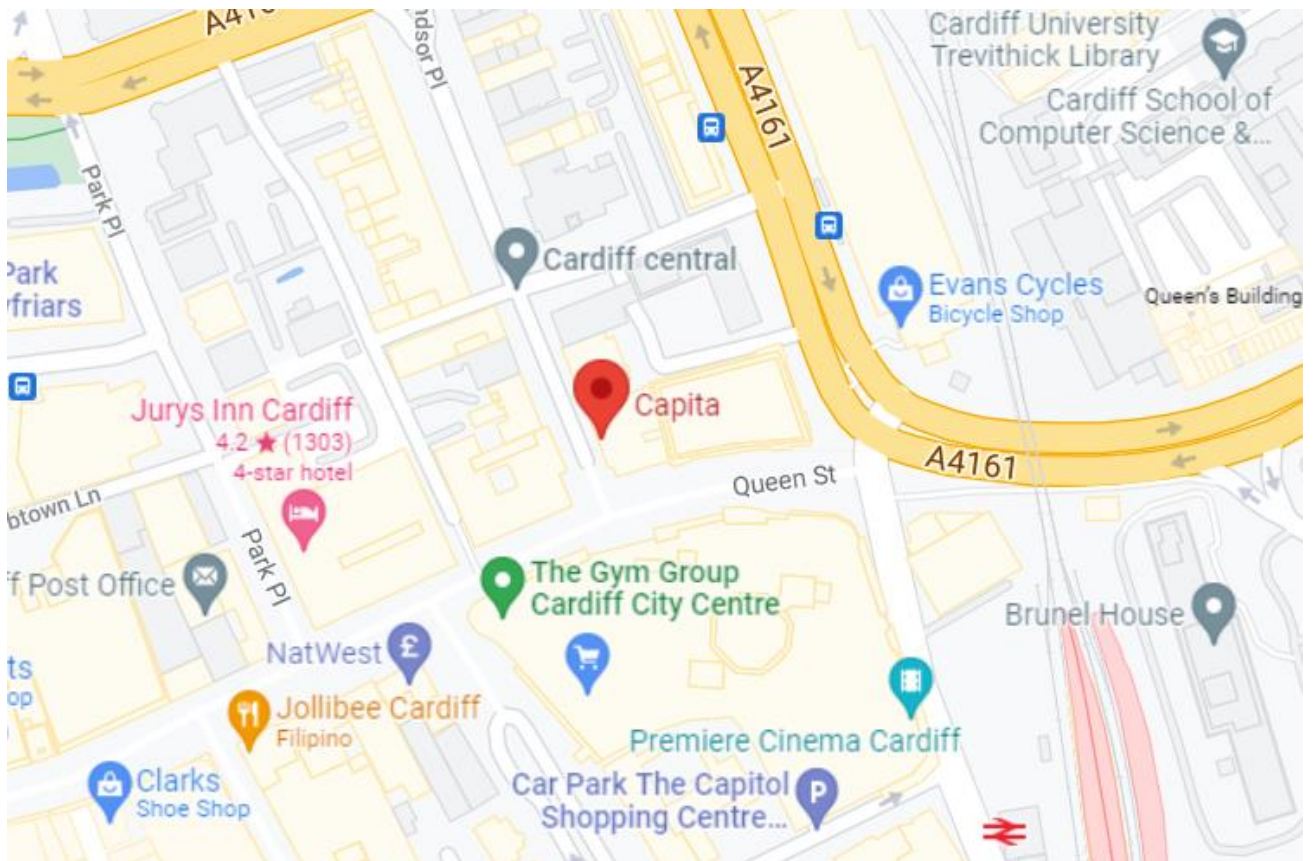 A4161
Cardiff University
Trevithick Library
Cardiff School of
Computer Science &...
A4161
Park Pl
Cardiff central
Evans Cycles
Bicycle Shop
Queen's Building
Park
Jurys Inn Cardiff
4.2 ★ (1303)
4-star hotel
Capita
A4161
Queen St
Park Pl
Post Office
The Gym Group
Cardiff City Centre
Brunel House
NatWest
£
Jollibee Cardiff
Filipino
Premiere Cinema Cardiff
Clarks
Shoe Shop
Car Park The Capitol
Shopping Centre...
P